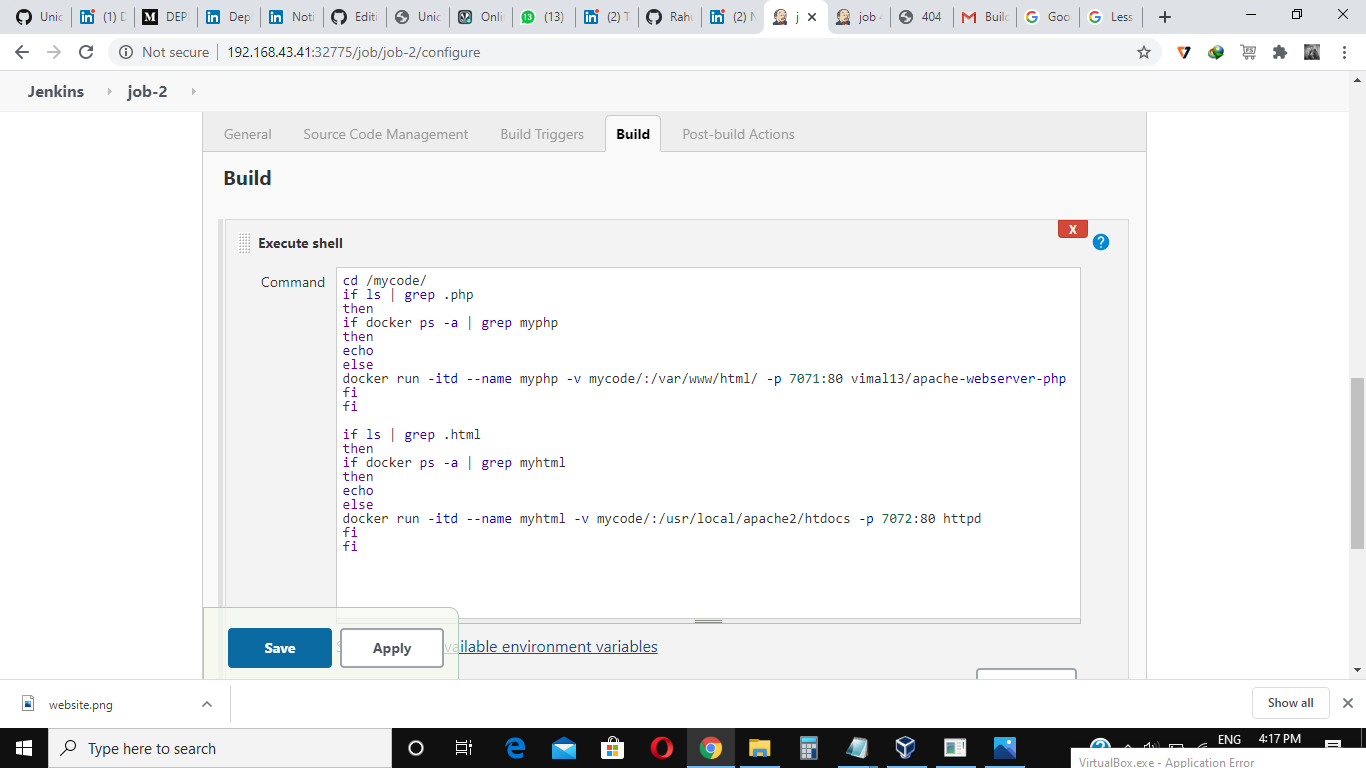 Unic
(1) D
DEPL
Dep
Noti
Editi
Unic
Onli
(13)
(2) T
Rahu
(2) N
j
job
404
Builc
Goo
Less
Not secure
192.168.43.41:32775/job/job-2/configure
Jenkins
job-2
General
Source Code Management
Build Triggers
Build
Post-build Actions
Build
Execute shell
X
?
Command
cd /mycode/
if ls | grep .php
then
if docker ps -a | grep myphp
then
echo
else
docker run -itd --name myphp -v mycode/:/var/www/html/ -p 7071:80 vimal13/apache-webserver-php
fi
fi
if ls | grep .html
then
if docker ps -a | grep myhtml
then
echo
else
docker run -itd --name myhtml -v mycode/:/usr/local/apache2/htdocs -p 7072:80 httpd
fi
fi
Save
Apply
vailable environment variables
website.png
Show all
Type here to search
ENG
4:17 PM
VirtualBox.exe - Application Error